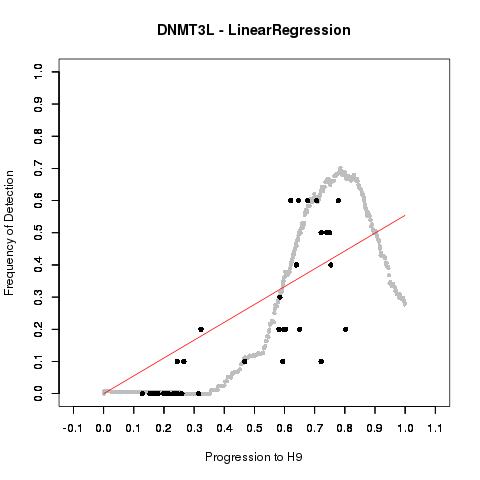 DNMT3L - LinearRegression
Frequency of Detection
0.0 0.1 0.2 0.3 0.4 0.5 0.6 0.7 0.8 0.9 1.0
-0.1 0.0 0.1 0.2 0.3 0.4 0.5 0.6 0.7 0.8 0.9 1.0 1.1
Progression to H9